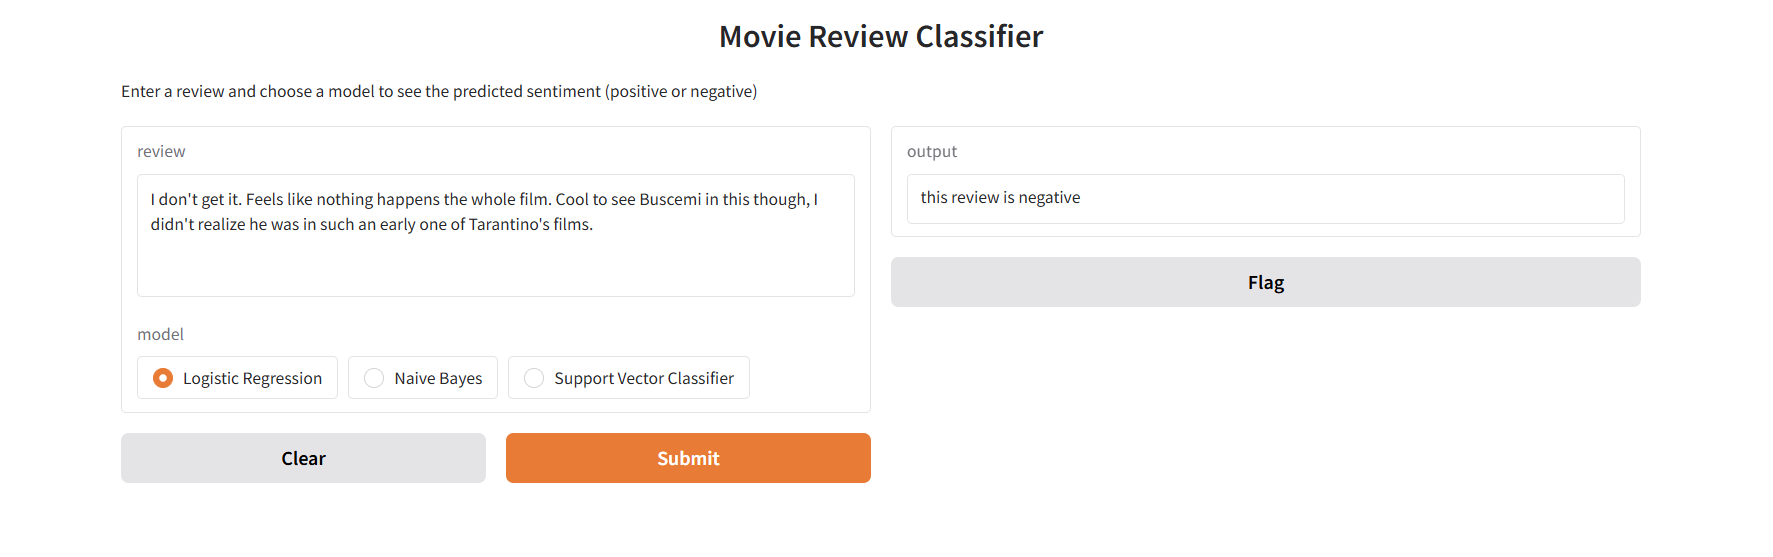 Movie Review Classifier
Enter a review and choose a model to see the predicted sentiment (positive or negative)
review
I don't get it. Feels like nothing happens the whole film. Cool to see Buscemi in this though, I
didn't realize he was in such an early one of Tarantino's films.
model
Logistic Regression
Naive Bayes
Support Vector Classifier
Clear
Submit
output
this review is negative
Flag